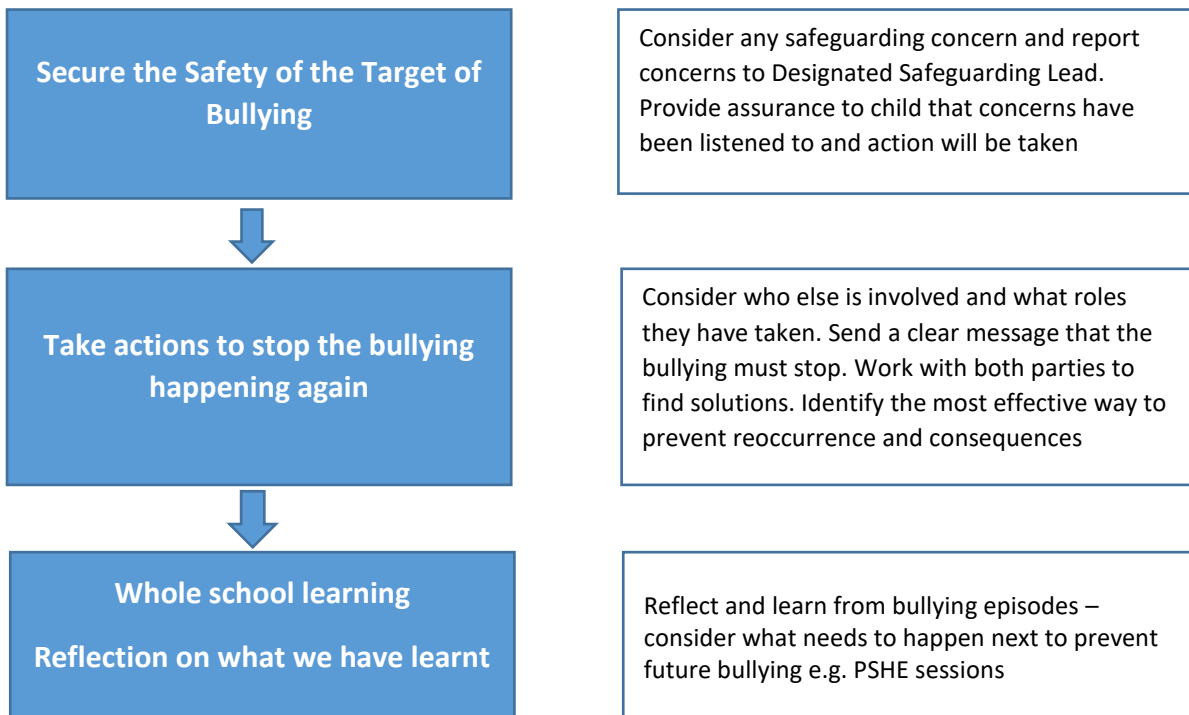 Secure the Safety of the Target of
Bullying
Consider any safeguarding concern and report
concerns to Designated Safeguarding Lead.
Provide assurance to child that concerns have
been listened to and action will be taken
Take actions to stop the bullying
happening again
Consider who else is involved and what roles
they have taken. Send a clear message that the
bullying must stop. Work with both parties to
find solutions. Identify the most effective way to
prevent reoccurrence and consequences
Whole school learning
Reflection on what we have learnt
Reflect and learn from bullying episodes –
consider what needs to happen next to prevent
future bullying e.g. PSHE sessions